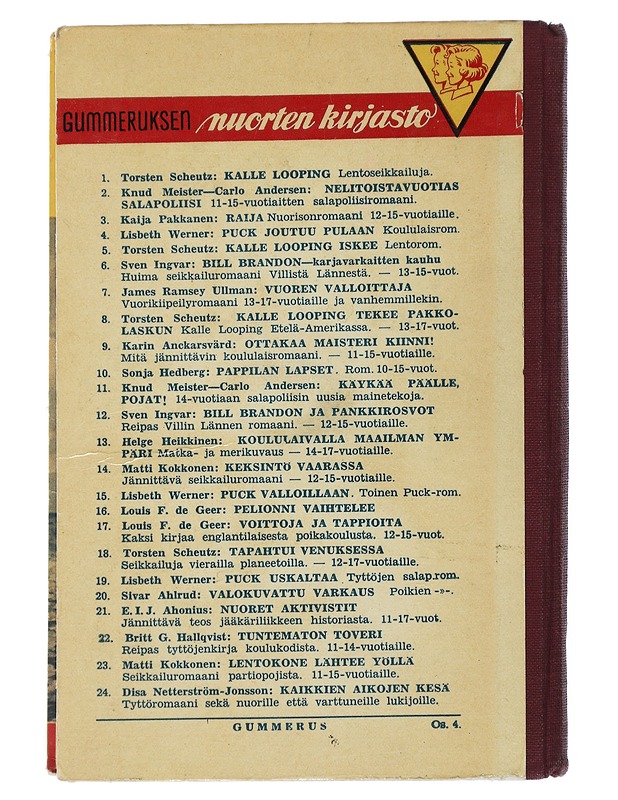 GUMMERUKSEN nuorten kirjasto
1. Torsten Scheutz: KALLE LOOPING Lentoseikkailuja.
2. Knud Meister—Carlo Andersen: NELITOISTAVUOTIAS
SALAPOLIISI 11-15-vuotiaitten salapoliisiromaani.
3. Kaija Pakkanen: RAIJA Nuorisonromaani 12-15-vuotiaille.
4. Lisbeth Werner: PUCK JOUTUU PULAAN Koululaisrom.
5. Torsten Scheutz: KALLE LOOPING ISKEE Lentorom.
6. Sven Ingvar: BILL BRANDON—karjavarkaitten kauhu
Huima seikkailuromaani Villistä Lännestä. — 13-15-vuot.
7. James Ramsey Ullman: VUOREN VALLOITTAJA
Vuorikiipeilyromaani 13-17-vuotiaille ja vanhemmillekin.
8. Torsten Scheutz: KALLE LOOPING TEKEE PAKKO-
LASKUN Kalle Looping Etelä-Amerikassa. — 13-17-vuot.
9. Karin Anckarsvärd: OTTAKAA MAISTERI KIINNI!
Mitä jännittävin koululaisromaani. — 11-15-vuotiaille.
10. Sonja Hedberg: PAPPILAN LAPSET. Rom. 10-15-vuot.
11. Knud Meister—Carlo Andersen: KÄYKÄÄ PÄÄLLE,
POJAT! 14-vuotiaan salapoliisin uusia mainetekoja.
12. Sven Ingvar: BILL BRANDON JA PANKKIROSVOT
Reipas Villin Lännen romaani. — 12-15-vuotiaille.
13. Helge Heikkinen: KOULULAIVALLA MAAILMAN YM-
PÄRI Matka- ja merikuvaus — 14-17-vuotiaille.
14. Matti Kokkonen: KEKSINTÖ VAARASSA
Jännittävä seikkailuromaani — 12-15-vuotiaille.
15. Lisbeth Werner: PUCK VALLOILLAAN. Toinen Puck-rom.
16. Louis F. de Geer: PELIONNI VAIHTELEE
17. Louis F. de Geer: VOITTOJA JA TAPPIOITA
Kaksi kirjaa englantilaisesta poikakoulusta. 12-15-vuot.
18. Torsten Scheutz: TAPAHTUI VENUKSESSA
Seikkailuja vierailla planeetoilla. — 12-17-vuotiaille.
19. Lisbeth Werner: PUCK USKALTAA Tyttöjen salap.rom.
20. Sivar Ahlrud: VALOKUVATTU VARKAUS Poikien -»-.
21. E. I. J. Ahonius: NUORET AKTIVISTIT
Jännittävä teos jääkäriliikkeen historiasta. 11-17-vuot.
22. Britt G. Hallqvist: TUNTEMATON TOVERI
Reipas tyttöjenkirja koulukodista. 11-14-vuotiaille.
23. Matti Kokkonen: LENTOKONE LÄHTEE YÖLLÄ
Seikkailuromaani partiopojista. 11-15-vuotiaille.
24. Disa Netterström-Jonsson: KAIKKIEN AIKOJEN KESÄ
Tyttöromaani sekä nuorille että varttuneille lukijoille.
GUMMERUS Os. 4.